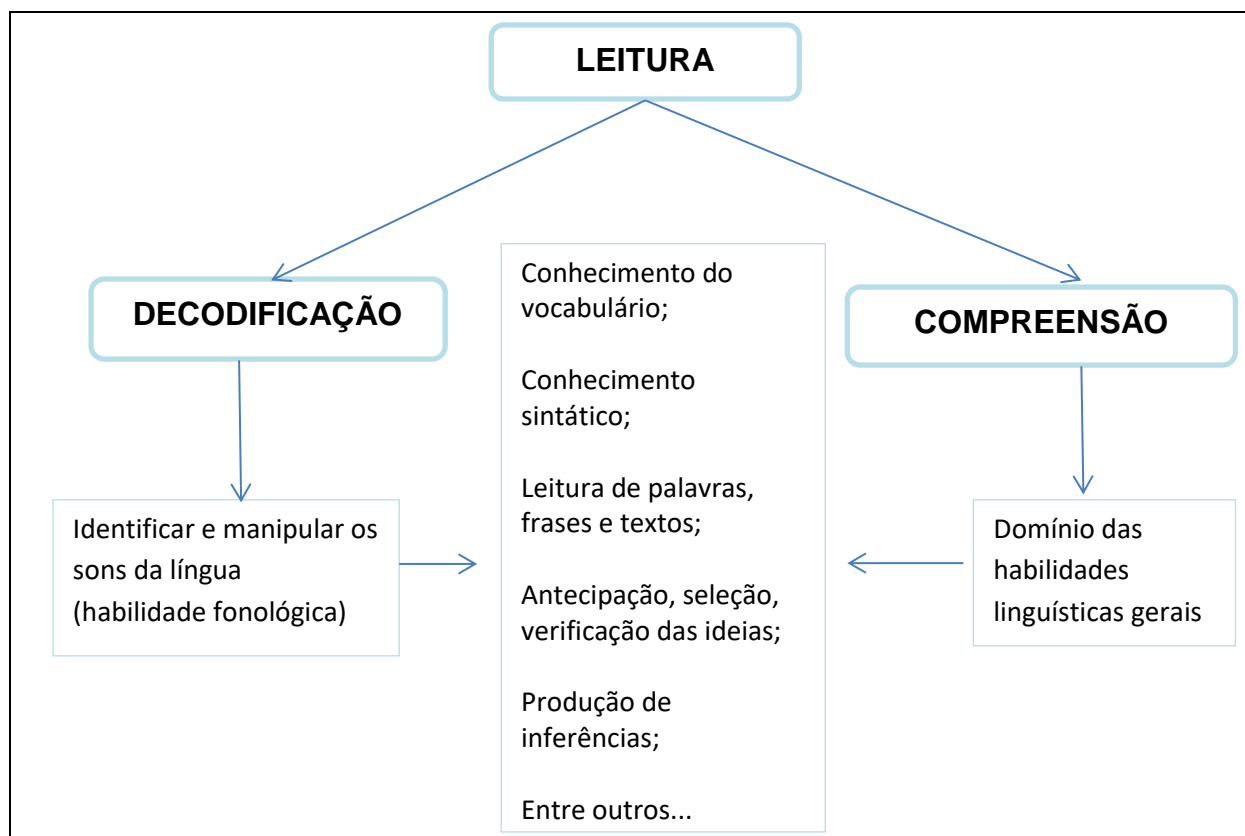 LEITURA
DECODIFICAÇÃO
COMPREENSÃO
Identificar e manipular os
sons da língua
(habilidade fonológica)
Conhecimento do
vocabulário;
Conhecimento
sintático;
Leitura de palavras,
frases e textos;
Antecipação, seleção,
verificação das ideias;
Produção de
inferências;
Entre outros...
Domínio das
habilidades
linguísticas gerais